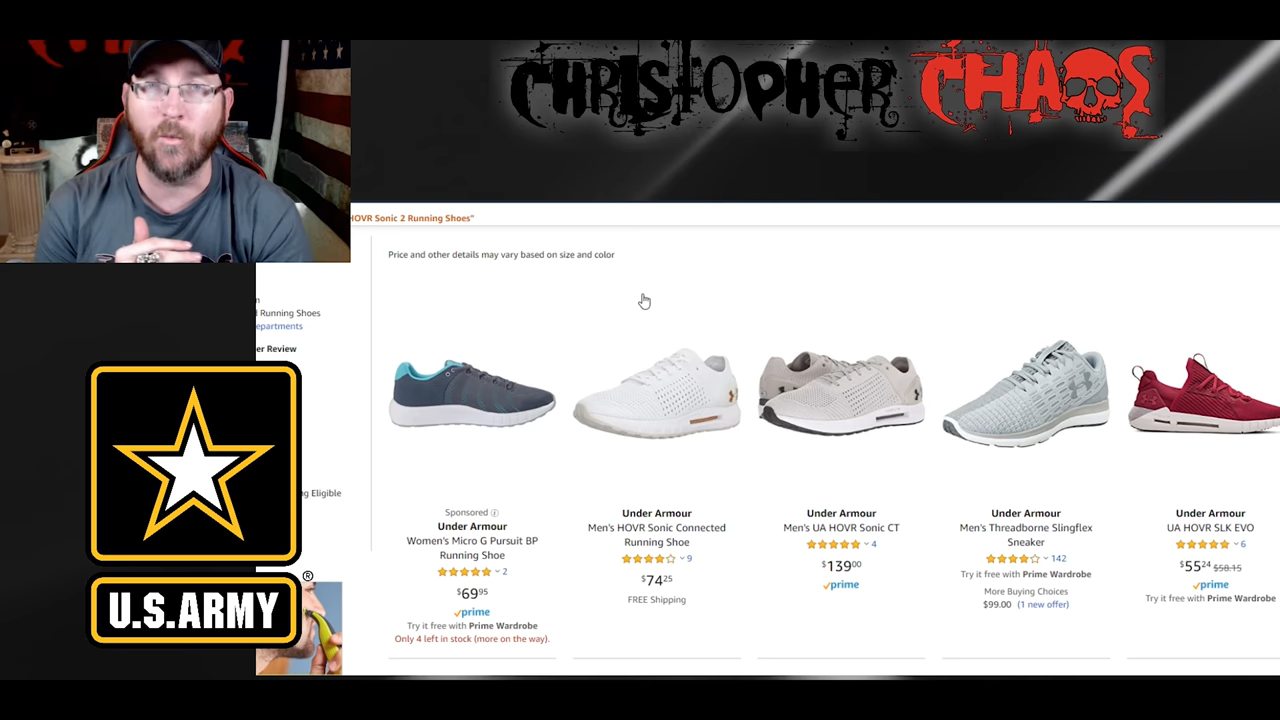 CHRISTOPHER CHAOS
HOVR Sonic 2 Running Shoes"
Price and other details may vary based on size and color
Running Shoes
epartments
er Review
ng Eligible
U.S.ARMY
®
Sponsored
Under Armour
Women's Micro G Pursuit BP
Running Shoe
2
$69.95
prime
Try it free with Prime Wardrobe
Only 4 left in stock (more on the way).
Under Armour
Men's HOVR Sonic Connected
Running Shoe
9
$74.25
FREE Shipping
Under Armour
Men's UA HOVR Sonic CT
4
$139.00
prime
Under Armour
Men's Threadborne Slingflex
Sneaker
142
Try it free with Prime Wardrobe
More Buying Choices
$99.00 (1 new offer)
Under Armour
UA HOVR SLK EVO
6
$55.24 $58.15
prime
Try it free with Prime Wardrobe